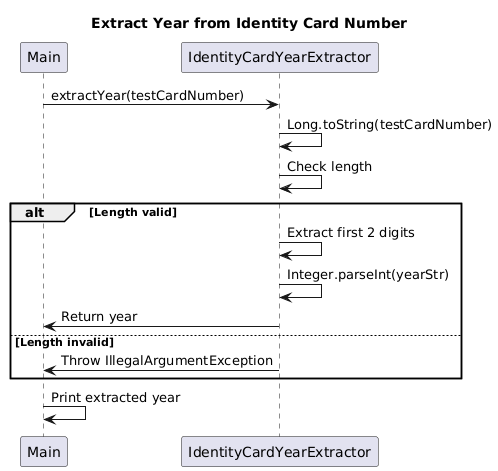 Extract Year from Identity Card Number
Main
IdentityCardYearExtractor
extractYear(testCardNumber)
Long.toString(testCardNumber)
Check length
alt
[Length valid]
Extract first 2 digits
Integer.parseInt(yearStr)
Return year
[Length invalid]
Throw IllegalArgumentException
Print extracted year
Main
IdentityCardYearExtractor